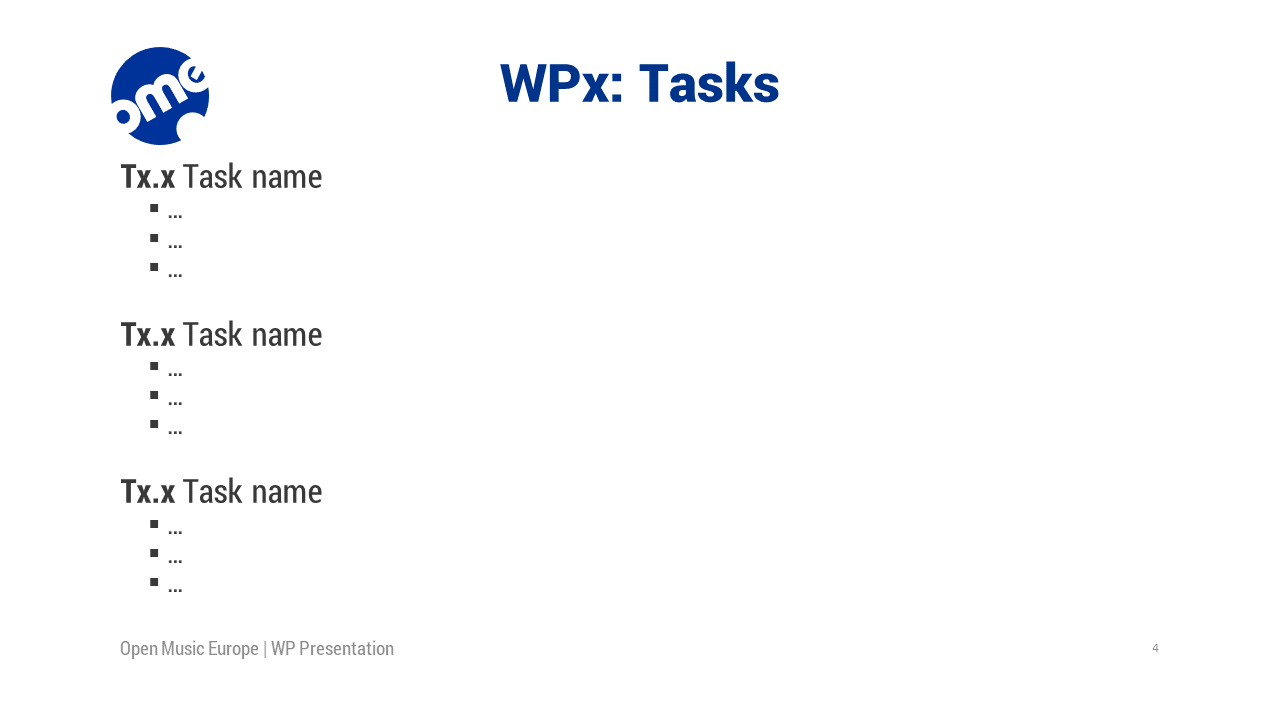 ome
WPx: Tasks
Tx.x Task name
▪ ...
▪ ...
▪ ...
Tx.x Task name
▪ ...
▪ ...
▪ ...
Tx.x Task name
▪ ...
▪ ...
▪ ...
Open Music Europe | WP Presentation
4